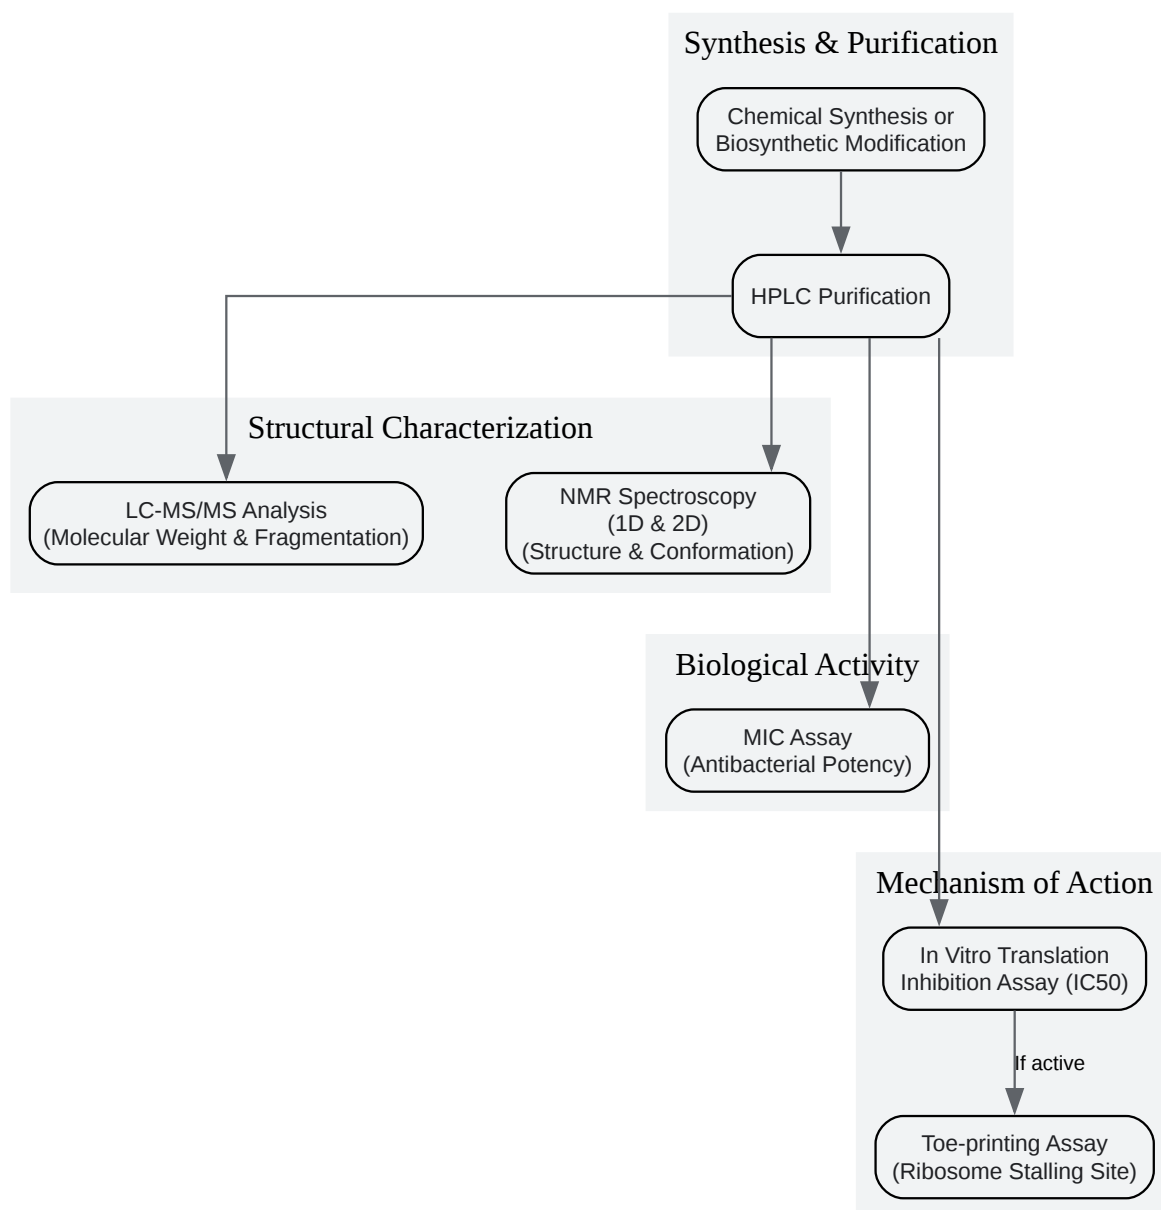 Synthesis & Purification
Chemical Synthesis or
Biosynthetic Modification
HPLC Purification
Structural Characterization
LC-MS/MS Analysis
(Molecular Weight & Fragmentation)
NMR Spectroscopy
(1D & 2D)
(Structure & Conformation)
Biological Activity
MIC Assay
(Antibacterial Potency)
Mechanism of Action
In Vitro Translation
Inhibition Assay (IC50)
If active
Toe-printing Assay
(Ribosome Stalling Site)